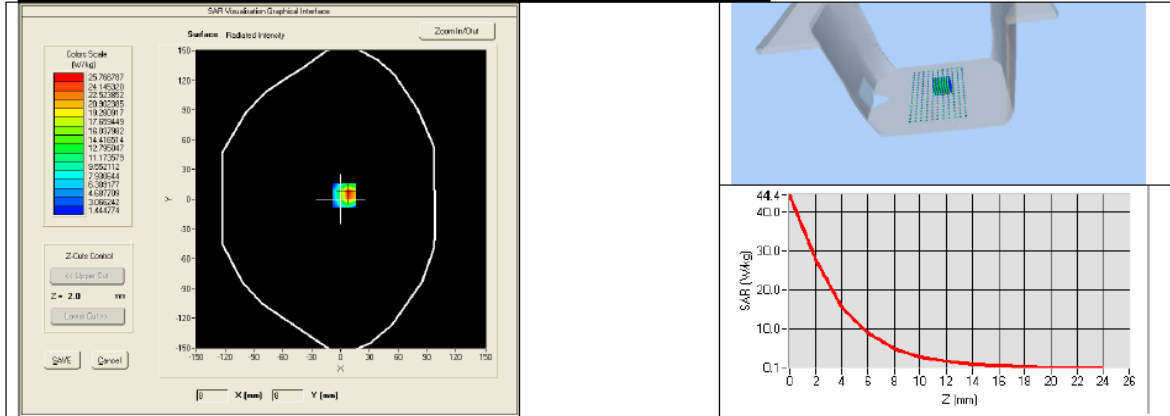 SAR Visualisation Graphical Interface
Surface Radiated Intensity
Zoom In/Out
Colors Scale
(W/kg)
25.786787
24.145320
22.523852
20.902385
19.280917
17.659449
16.037982
14.416514
12.795047
11.173579
9.552112
7.930644
6.309177
4.687709
3.066242
1.444774
Z-Cuts Control
<< Upper Cut
Z = 2.0 mm
Lower Cut >>
SAVE Cancel
150
120
90
60
30
0
-30
-60
-90
-120
-150
Y
-150 -120 -90 -60 -30 0 30 60 90 120 150
X
8 X (mm) 8 Y (mm)
44.4
40.0
30.0
20.0
10.0
0.1
SAR (W/kg)
0 2 4 6 8 10 12 14 16 18 20 22 24 26
Z (mm)